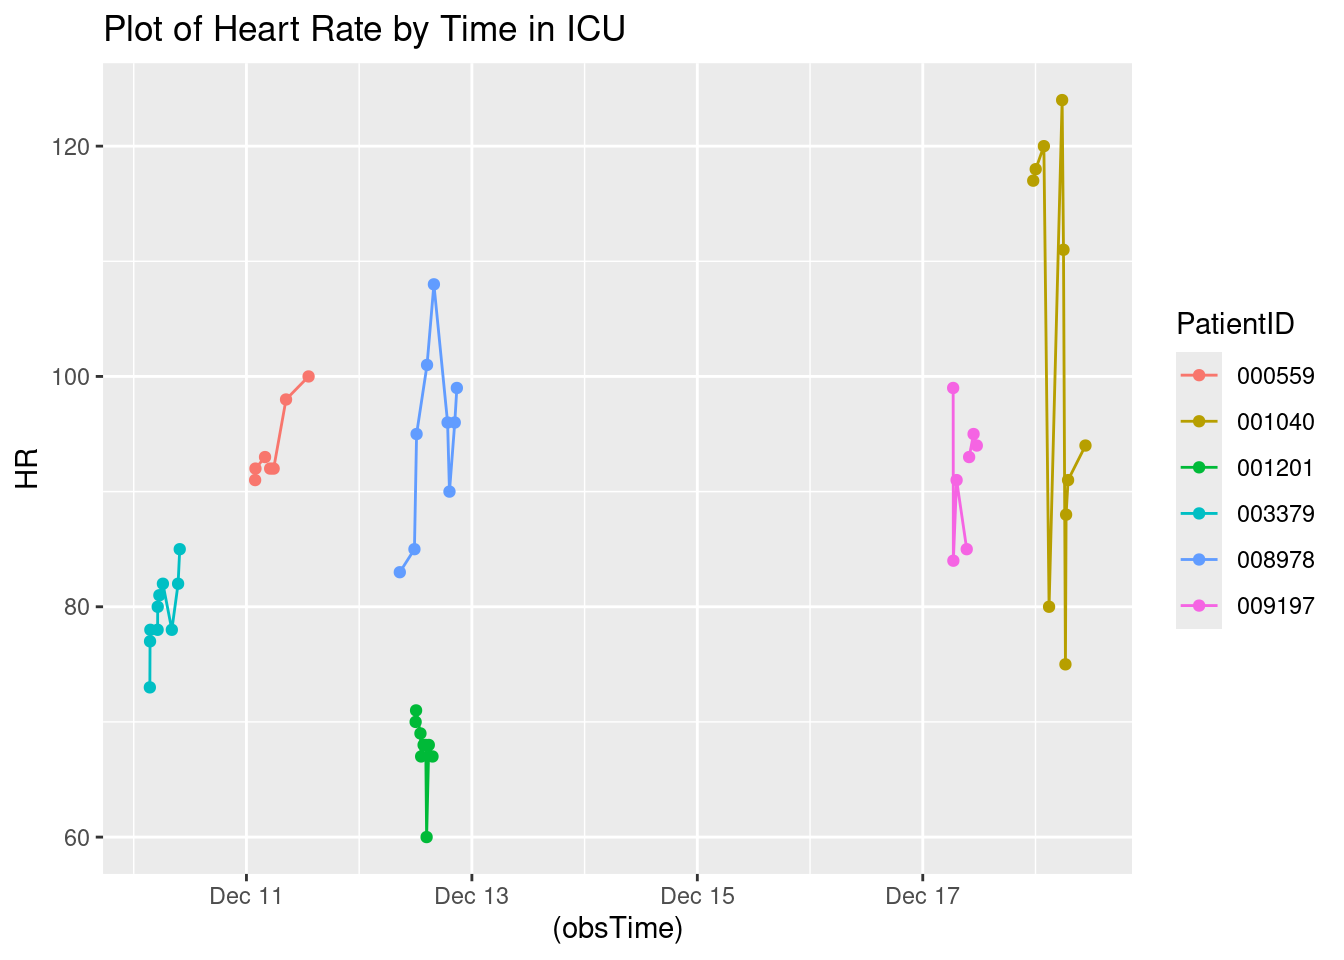 Plot of Heart Rate by Time in ICU
120
100
80
60
HR
Dec 11
Dec 13
Dec 15
Dec 17
(obsTime)
PatientID
000559
001040
001201
003379
008978
009197